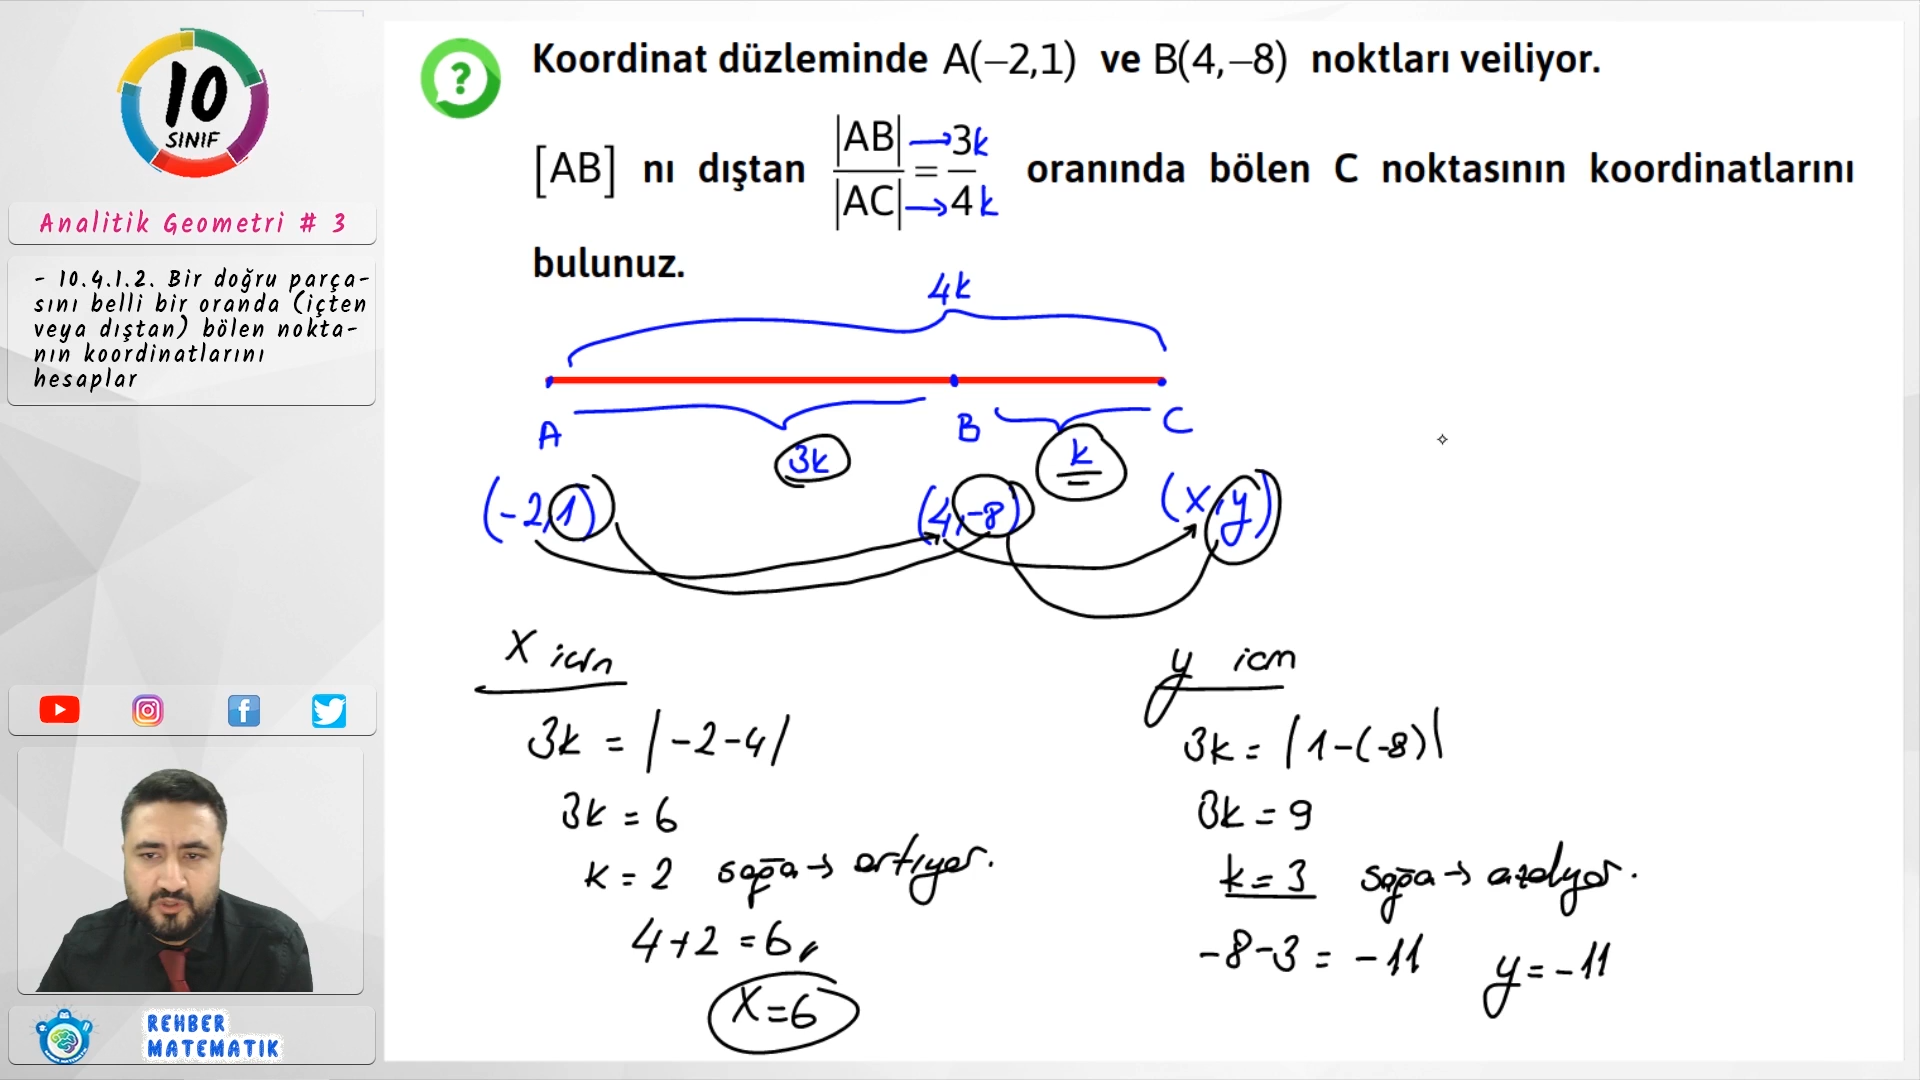 10
SINIF
Analitik Geometri # 3
- 10.4.1.2. Bir doğru parça-
sını belli bir oranda (içten
veya dıştan) bölen nokta-
nın koordinatlarını
hesaplar
REHBER
MATEMATİK
Koordinat düzleminde A(–2,1) ve B(4,–8) noktları veiliyor.
[AB] nı dıştan |AB| → 3k / |AC| → 4k = oranında bölen C noktasının koordinatlarını
bulunuz.
4k
A B C
3k k
(-2,1) (4,-8) (x,y)
X için
3k = |-2-4|
3k = 6
k = 2 sağa → artıyor.
4+2 = 6
X=6
y için
3k = |1-(-8)|
3k = 9
k = 3 sağa → azalıyor.
-8-3 = -11 y = -11